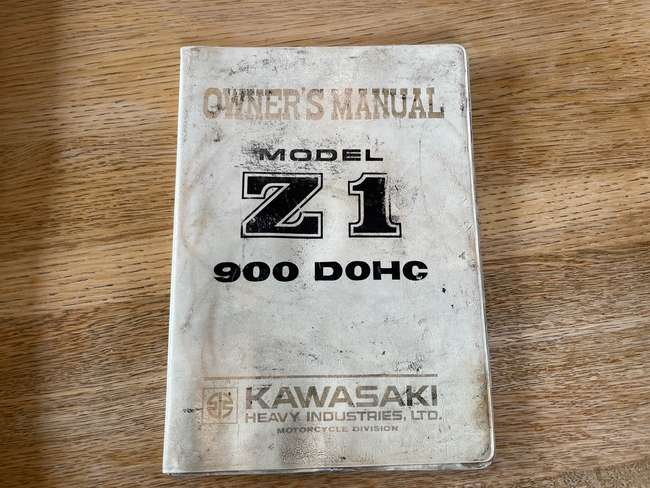 OWNER'S MANUAL
MODEL
Z1
900 DOHC
KAWASAKI
HEAVY INDUSTRIES, LTD.
MOTORCYCLE DIVISION